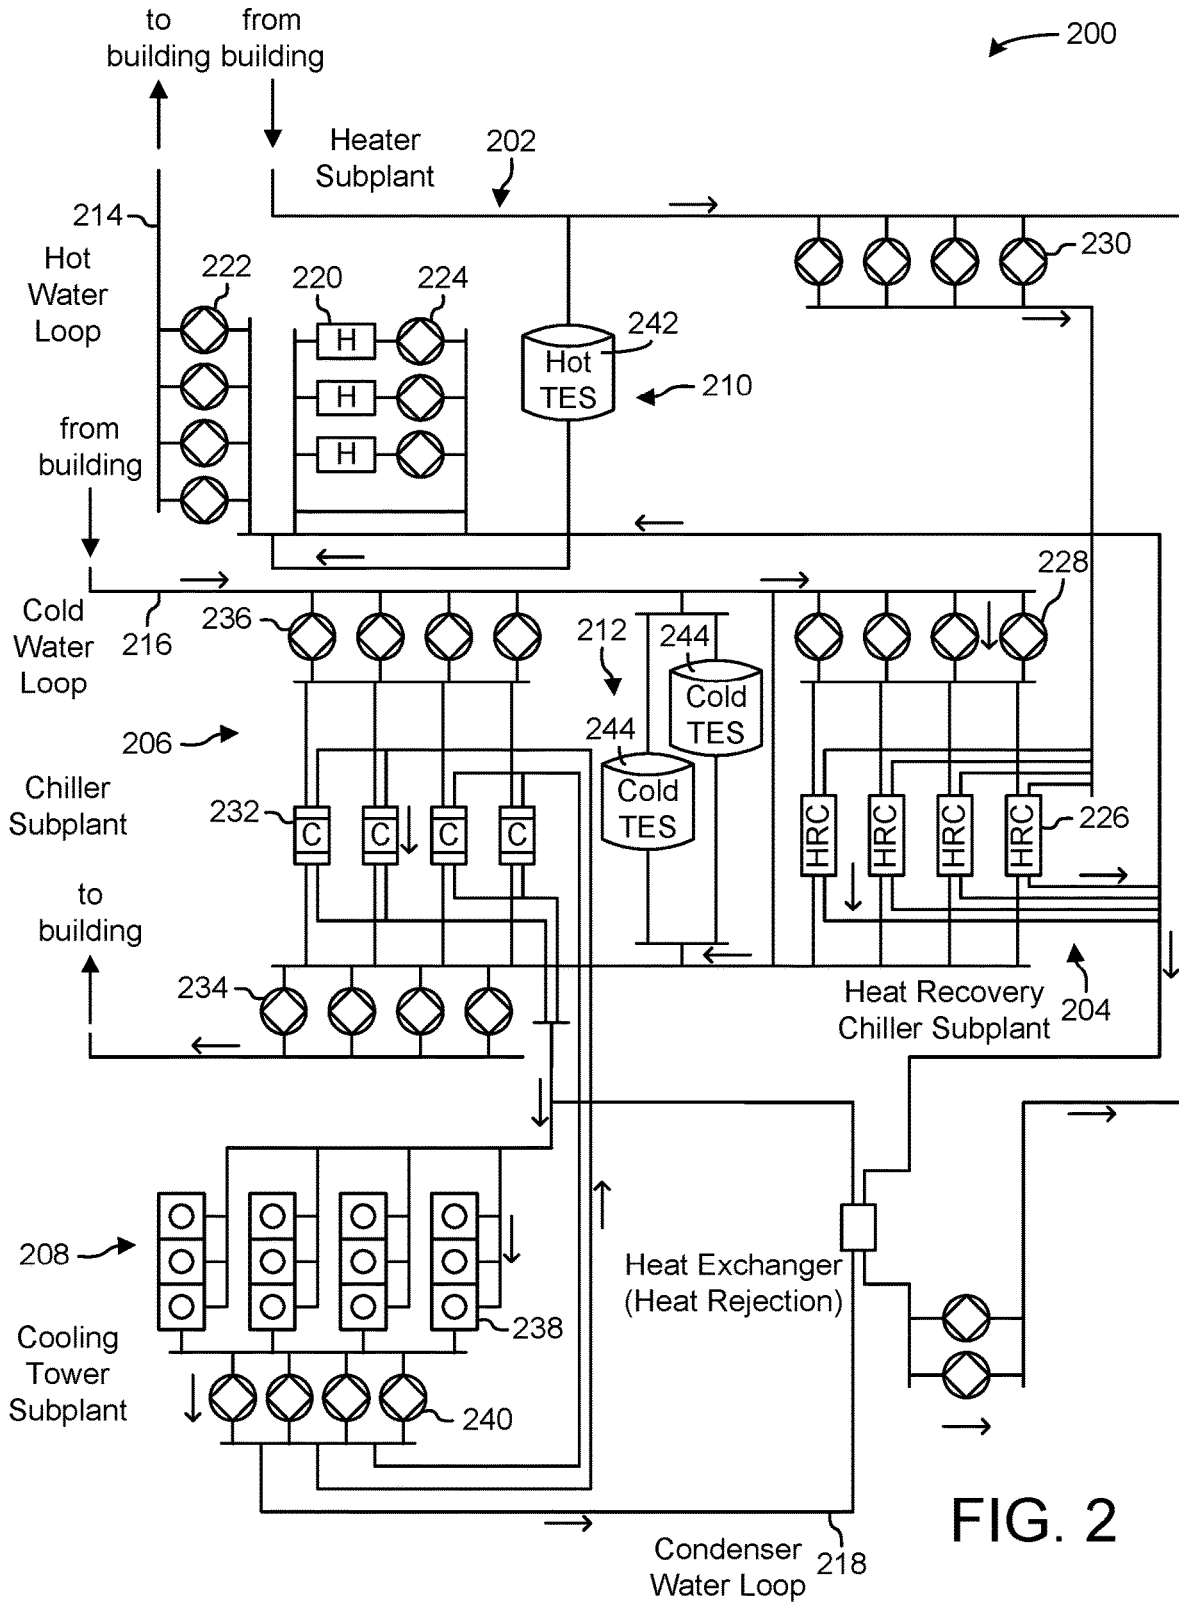 to
building
from
building
200
Heater
Subplant
202
214
Hot
Water
Loop
222
220
224
230
H
H
H
242
Hot
TES
210
from
building
228
Cold
Water
Loop
216
236
212
244
Cold
TES
244
Cold
TES
206
Chiller
Subplant
232
C
C
C
C
HRC
HRC
HRC
HRC
226
to
building
234
Heat Recovery
Chiller Subplant
204
208
Heat Exchanger
(Heat Rejection)
238
Cooling
Tower
Subplant
240
FIG. 2
Condenser
Water Loop
218